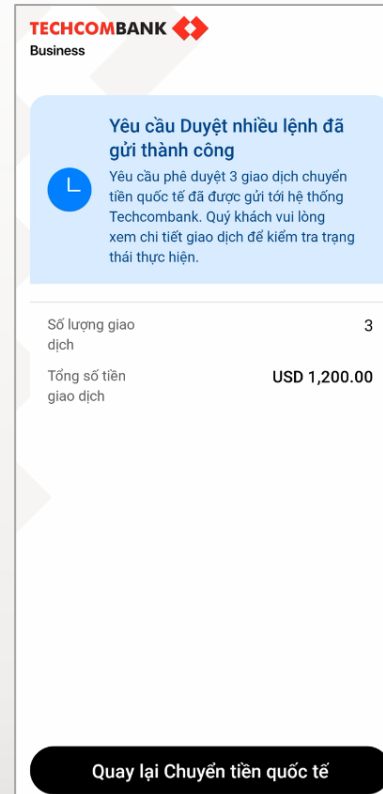 TECHCOMBANK
Business
Yêu cầu Duyệt nhiều lệnh đã
gửi thành công
Yêu cầu phê duyệt 3 giao dịch chuyển
tiền quốc tế đã được gửi tới hệ thống
Techcombank. Quý khách vui lòng
xem chi tiết giao dịch để kiểm tra trạng
thái thực hiện.
Số lượng giao
dịch
3
Tổng số tiền
giao dịch
USD 1,200.00
Quay lại Chuyển tiền quốc tế